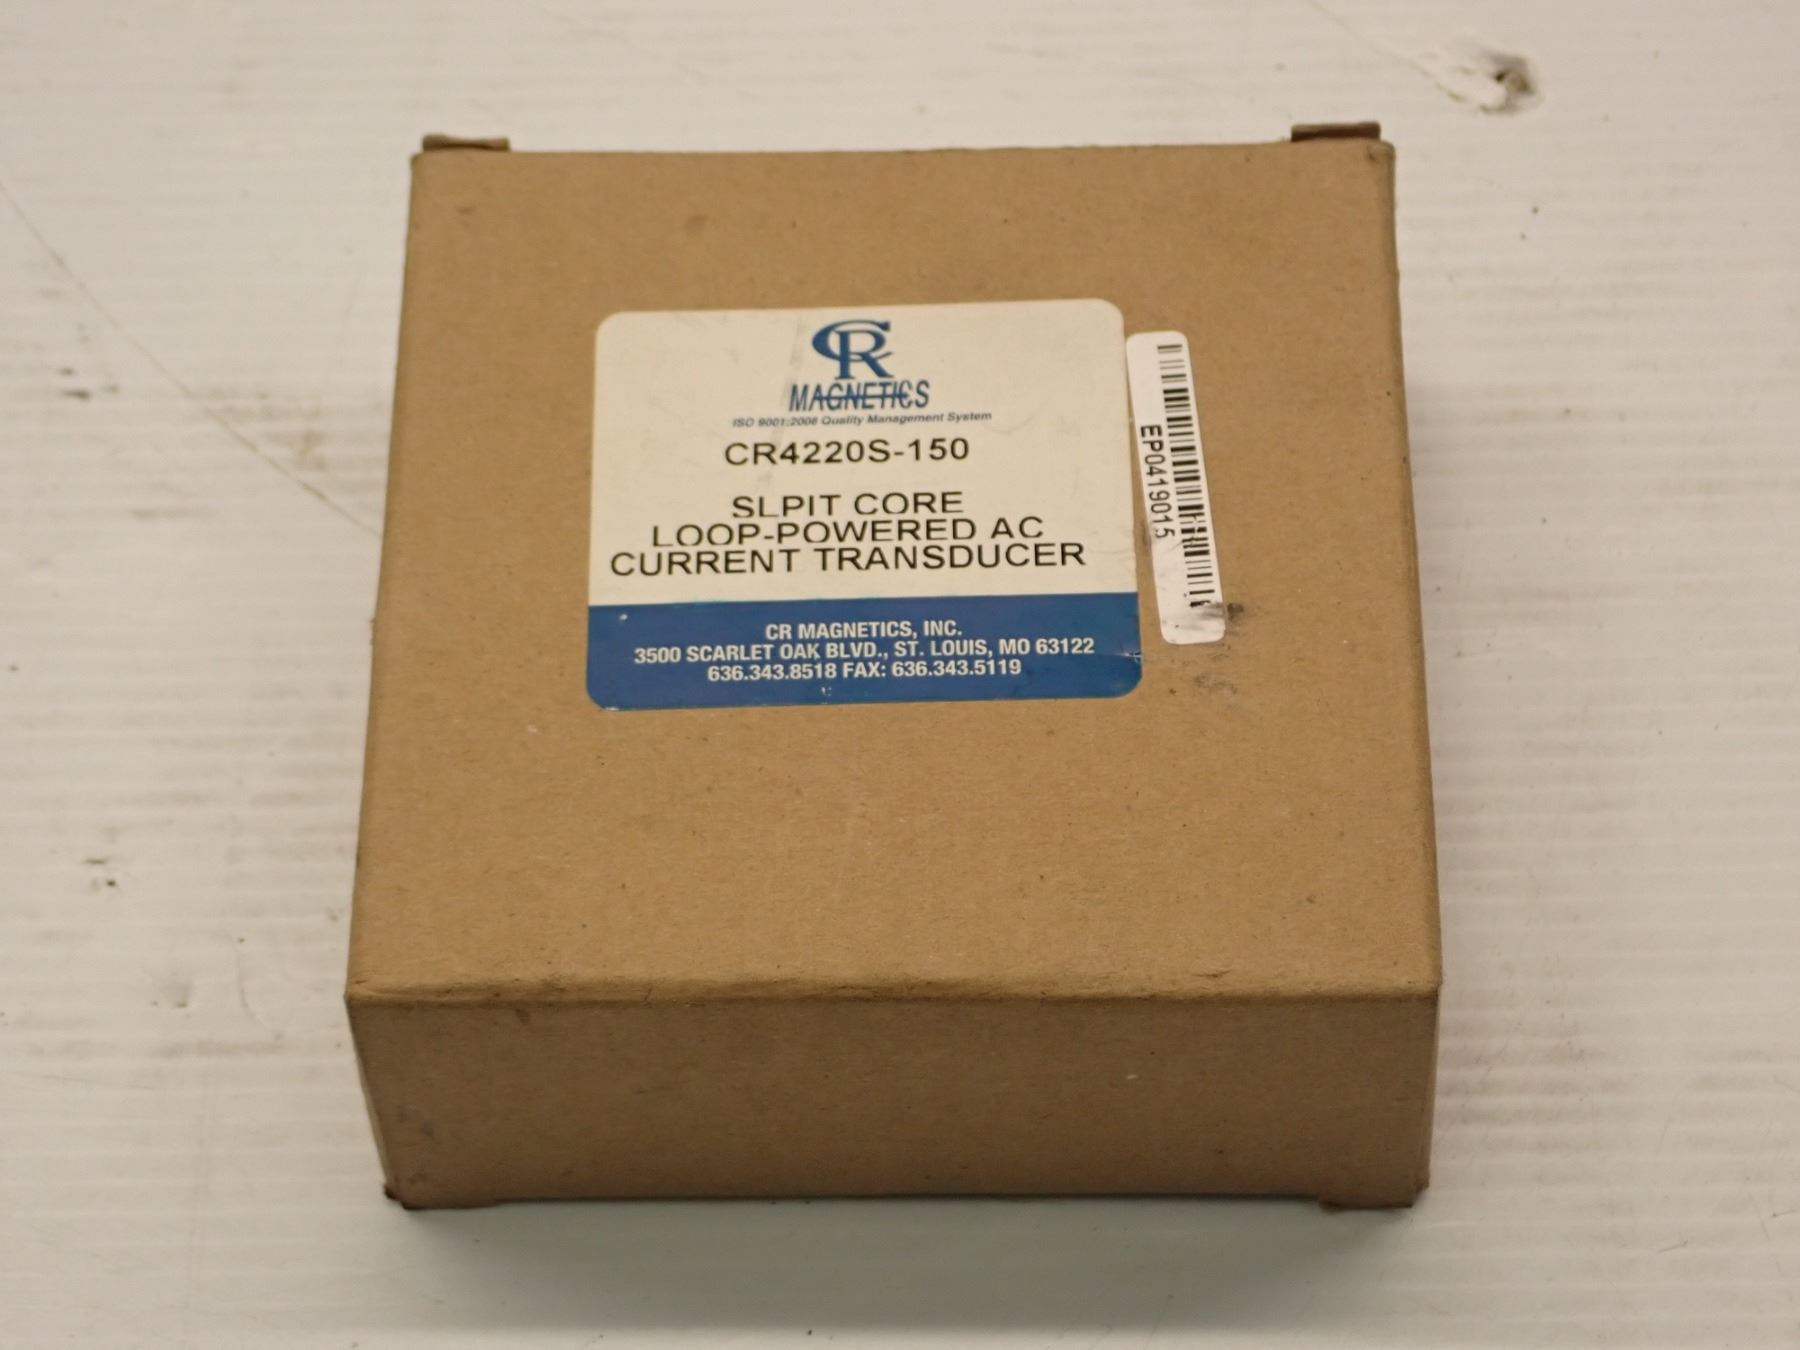 CR
MAGNETICS
ISO 9001:2008 Quality Management System
CR4220S-150
SLPIT CORE
LOOP-POWERED AC
CURRENT TRANSDUCER
CR MAGNETICS, INC.
3500 SCARLET OAK BLVD., ST. LOUIS, MO 63122
636.343.8518 FAX: 636.343.5119
EP0419015